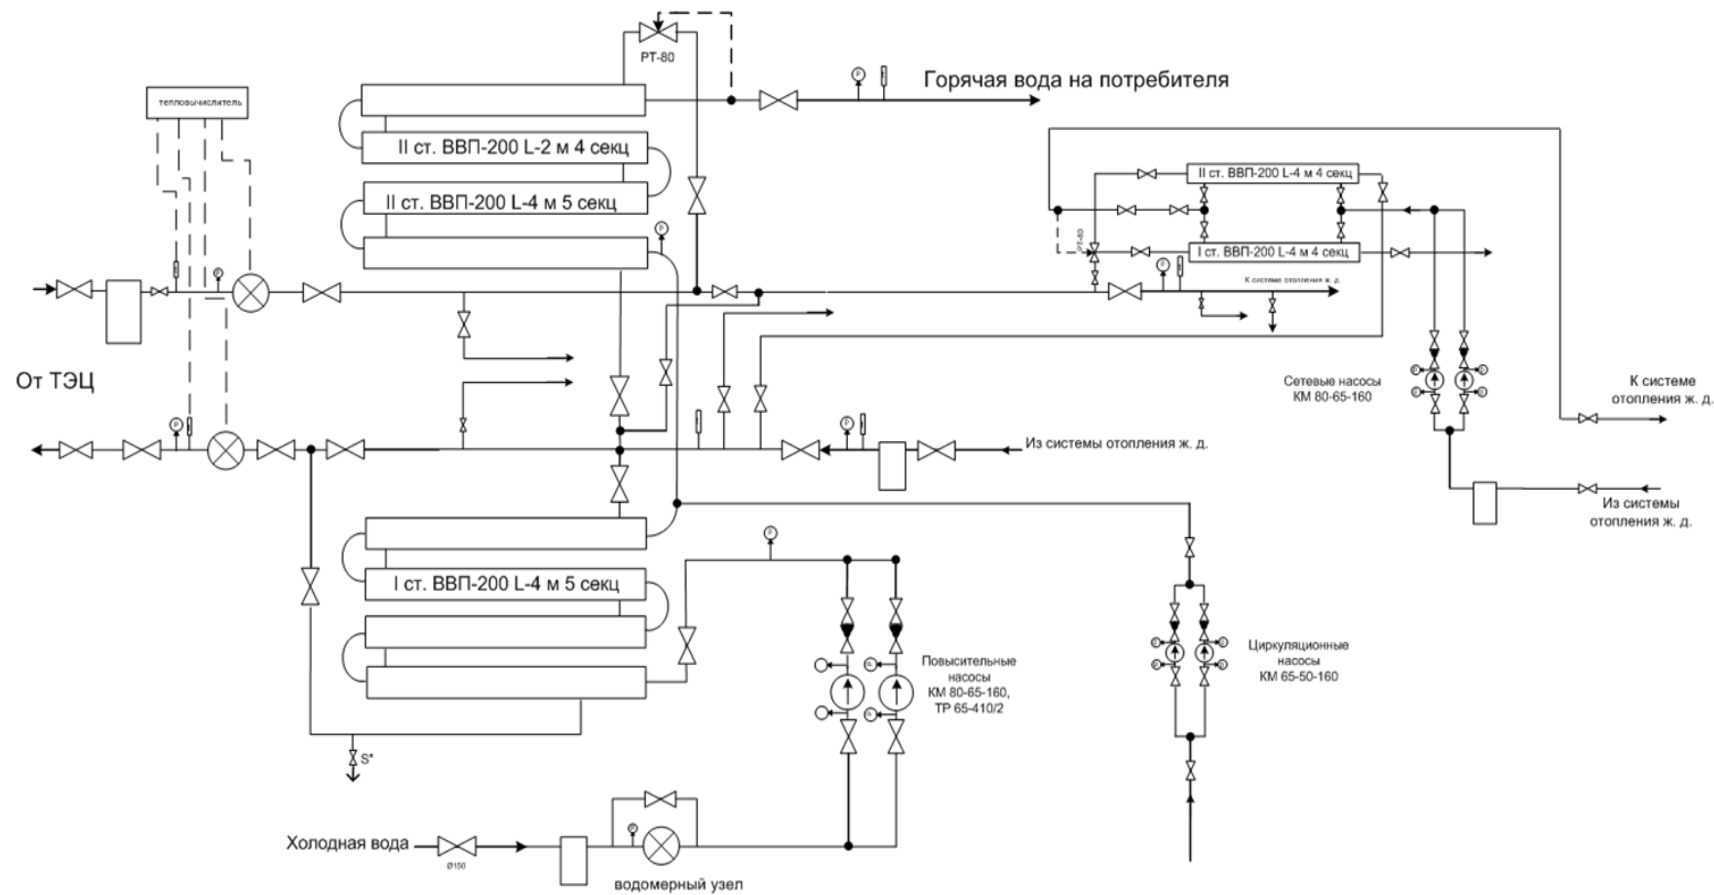 РТ-80
Горячая вода на потребителя
тепловычислитель
II ст. ВВП-200 L-2 м 4 секц
II ст. ВВП-200 L-4 м 5 секц
P
II ст. ВВП-200 L-4 м 4 секц
РТ-80
I ст. ВВП-200 L-4 м 4 секц
К системе отопления ж. д.
От ТЭЦ
Сетевые насосы
КМ 80-65-160
К системе
отопления ж. д.
Из системы отопления ж. д.
Из системы
отопления ж. д.
I ст. ВВП-200 L-4 м 5 секц
Повысительные
насосы
КМ 80-65-160,
ТР 65-410/2
Циркуляционные
насосы
КМ 65-50-160
S*
Холодная вода
Ø150
водомерный узел